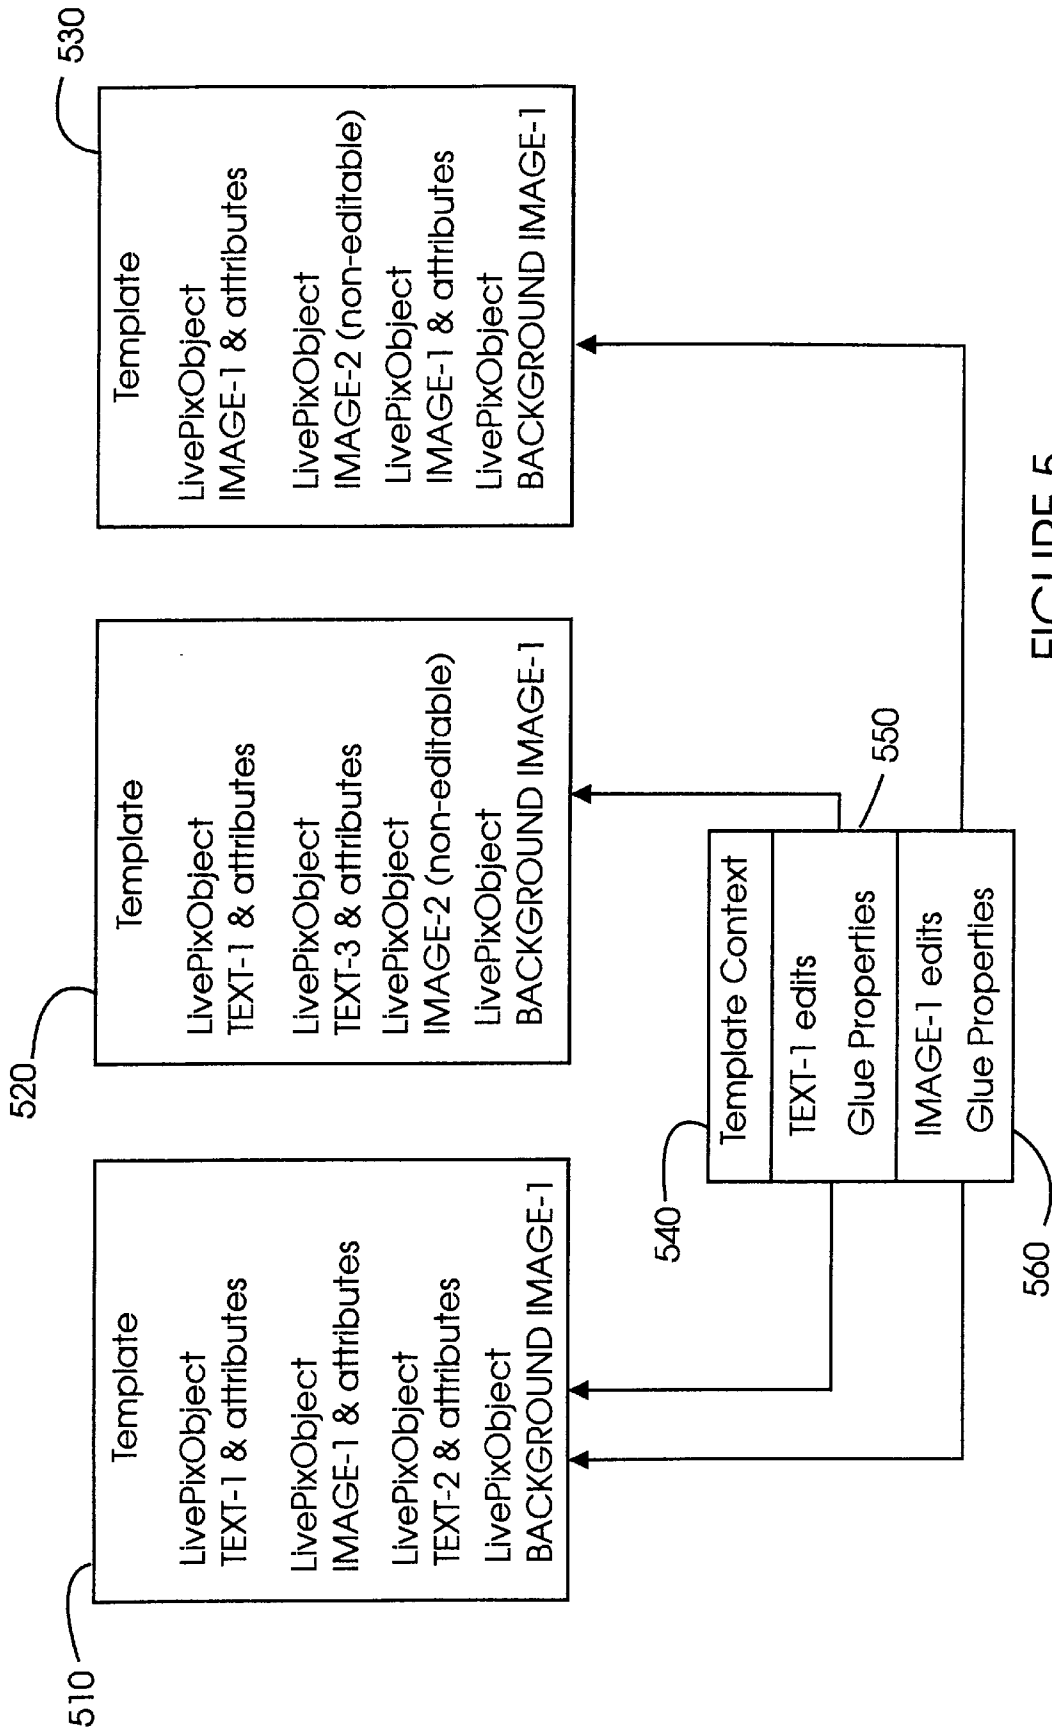 510
Template
LivePixObject
TEXT-1 & attributes
LivePixObject
IMAGE-1 & attributes
LivePixObject
TEXT-2 & attributes
LivePixObject
BACKGROUND IMAGE-1
520
Template
LivePixObject
TEXT-1 & attributes
LivePixObject
TEXT-3 & attributes
LivePixObject
IMAGE-2 (non-editable)
LivePixObject
BACKGROUND IMAGE-1
530
Template
LivePixObject
IMAGE-1 & attributes
LivePixObject
IMAGE-2 (non-editable)
LivePixObject
IMAGE-1 & attributes
LivePixObject
BACKGROUND IMAGE-1
540
Template Context
TEXT-1 edits
Glue Properties
550
IMAGE-1 edits
Glue Properties
560
FIGURE 5